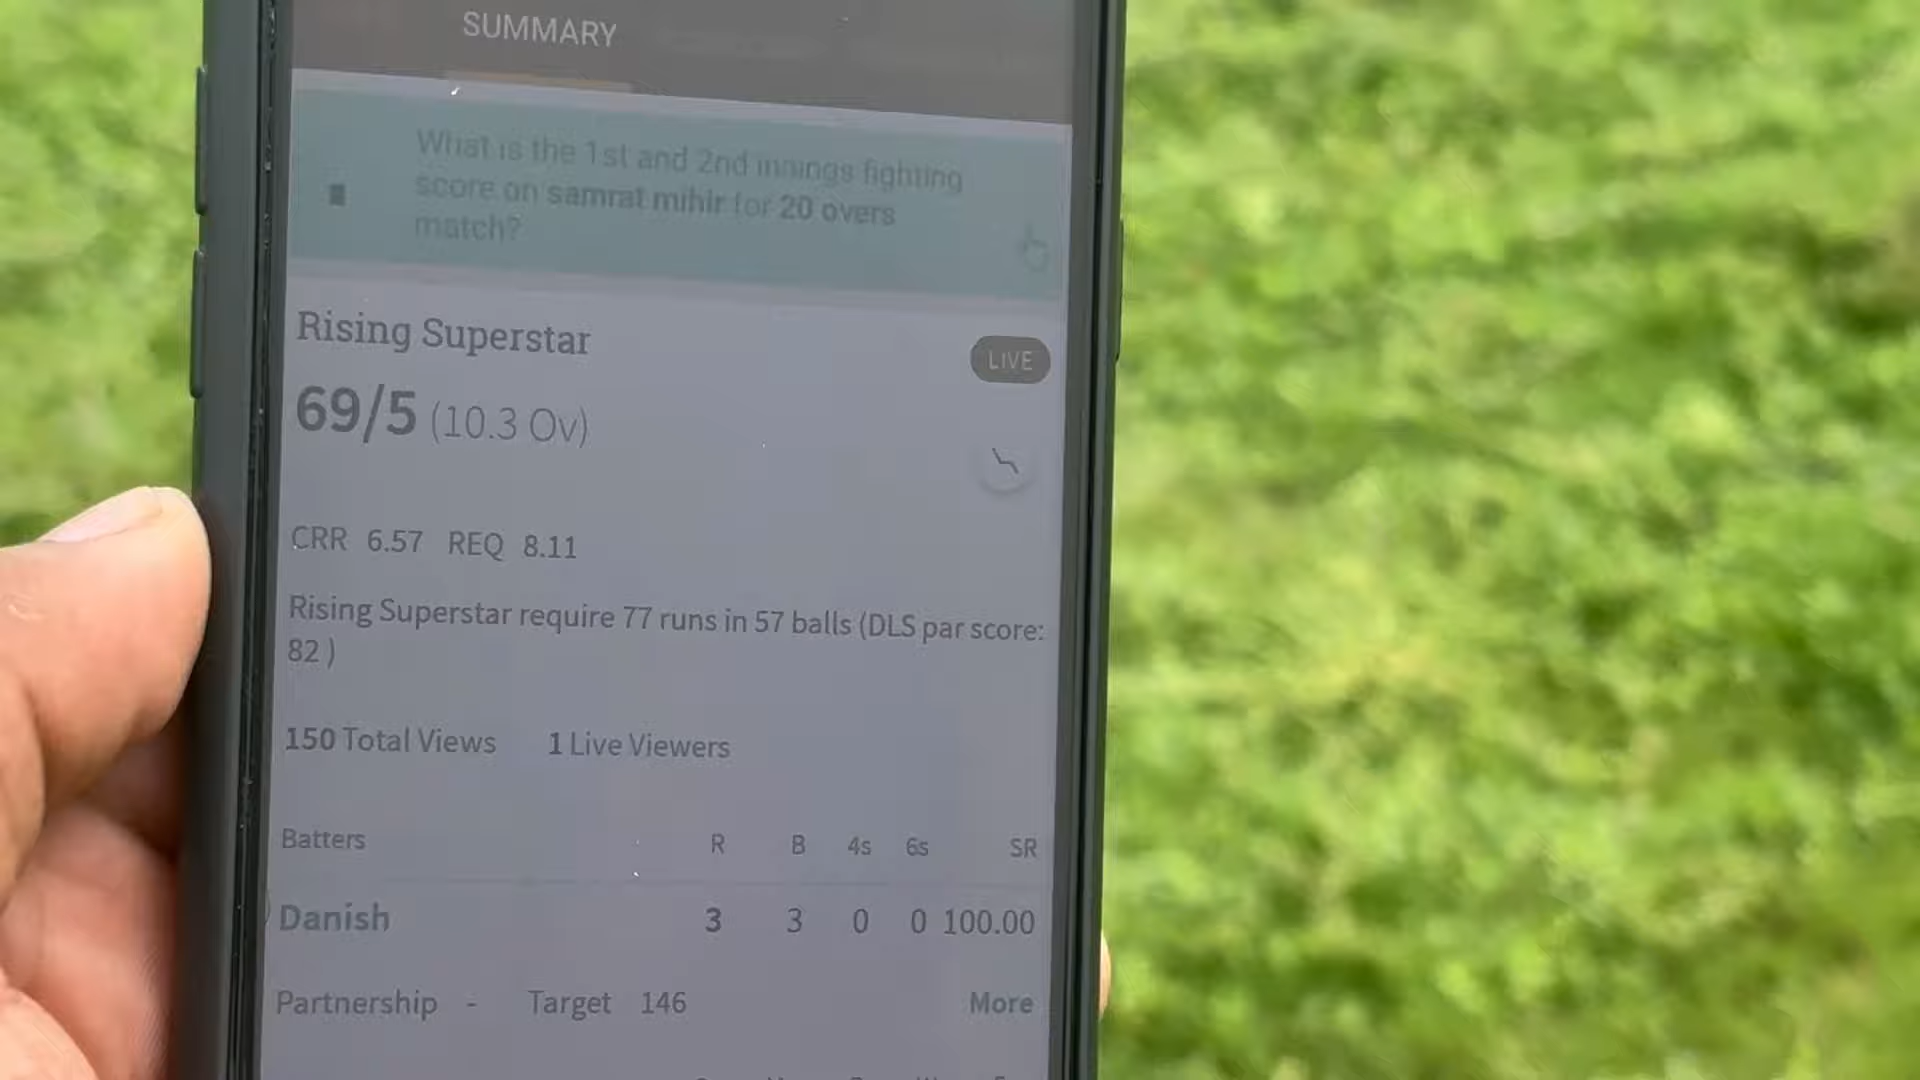 SUMMARY
What is the 1st and 2nd innings fighting
score on samrat mihir for 20 overs
match?
Rising Superstar
LIVE
69/5 (10.3 Ov)
CRR 6.57 REQ 8.11
Rising Superstar require 77 runs in 57 balls (DLS par score:
82 )
150 Total Views 1 Live Viewers
Batters R B 4s 6s SR
Danish 3 3 0 0 100.00
Partnership - Target 146 More